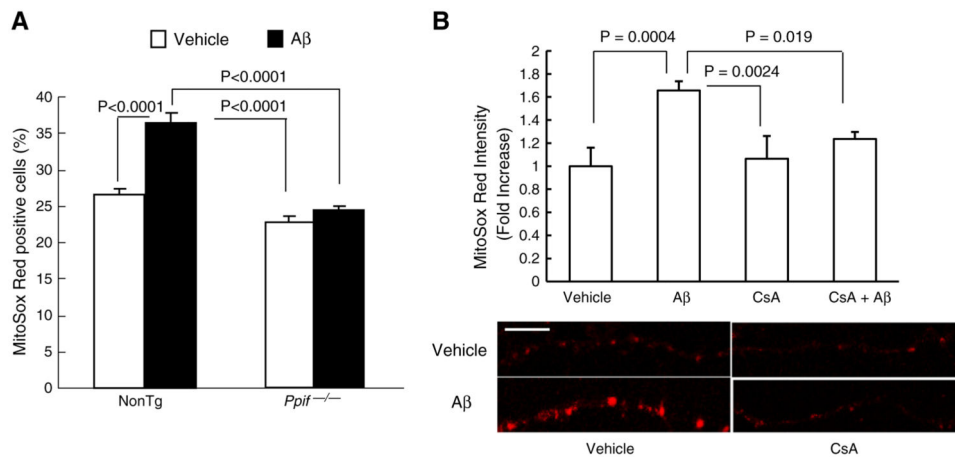 A
Vehicle
Aβ
P<0.0001
P<0.0001
P<0.0001
MitoSox Red positive cells (%)
40
35
30
25
20
15
10
5
0
NonTg
Ppif −/−
B
P = 0.0004
P = 0.019
P = 0.0024
MitoSox Red Intensity
(Fold Increase)
2
1.8
1.6
1.4
1.2
1
0.8
0.6
0.4
0.2
0
Vehicle
Aβ
CsA
CsA + Aβ
Vehicle
Aβ
Vehicle
CsA